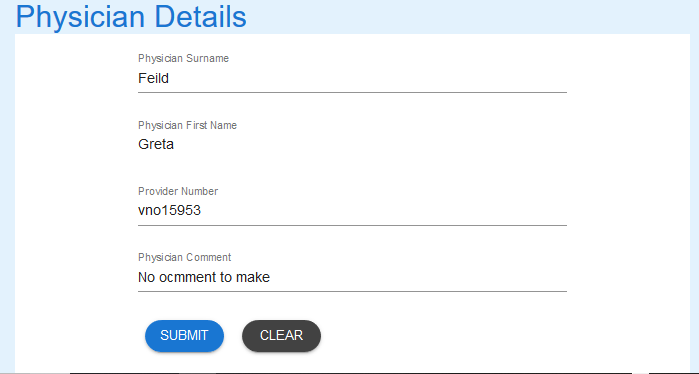 Physician Details
Physician Surname
Feild
Physician First Name
Greta
Provider Number
vno15953
Physician Comment
No ocmment to make
SUBMIT CLEAR